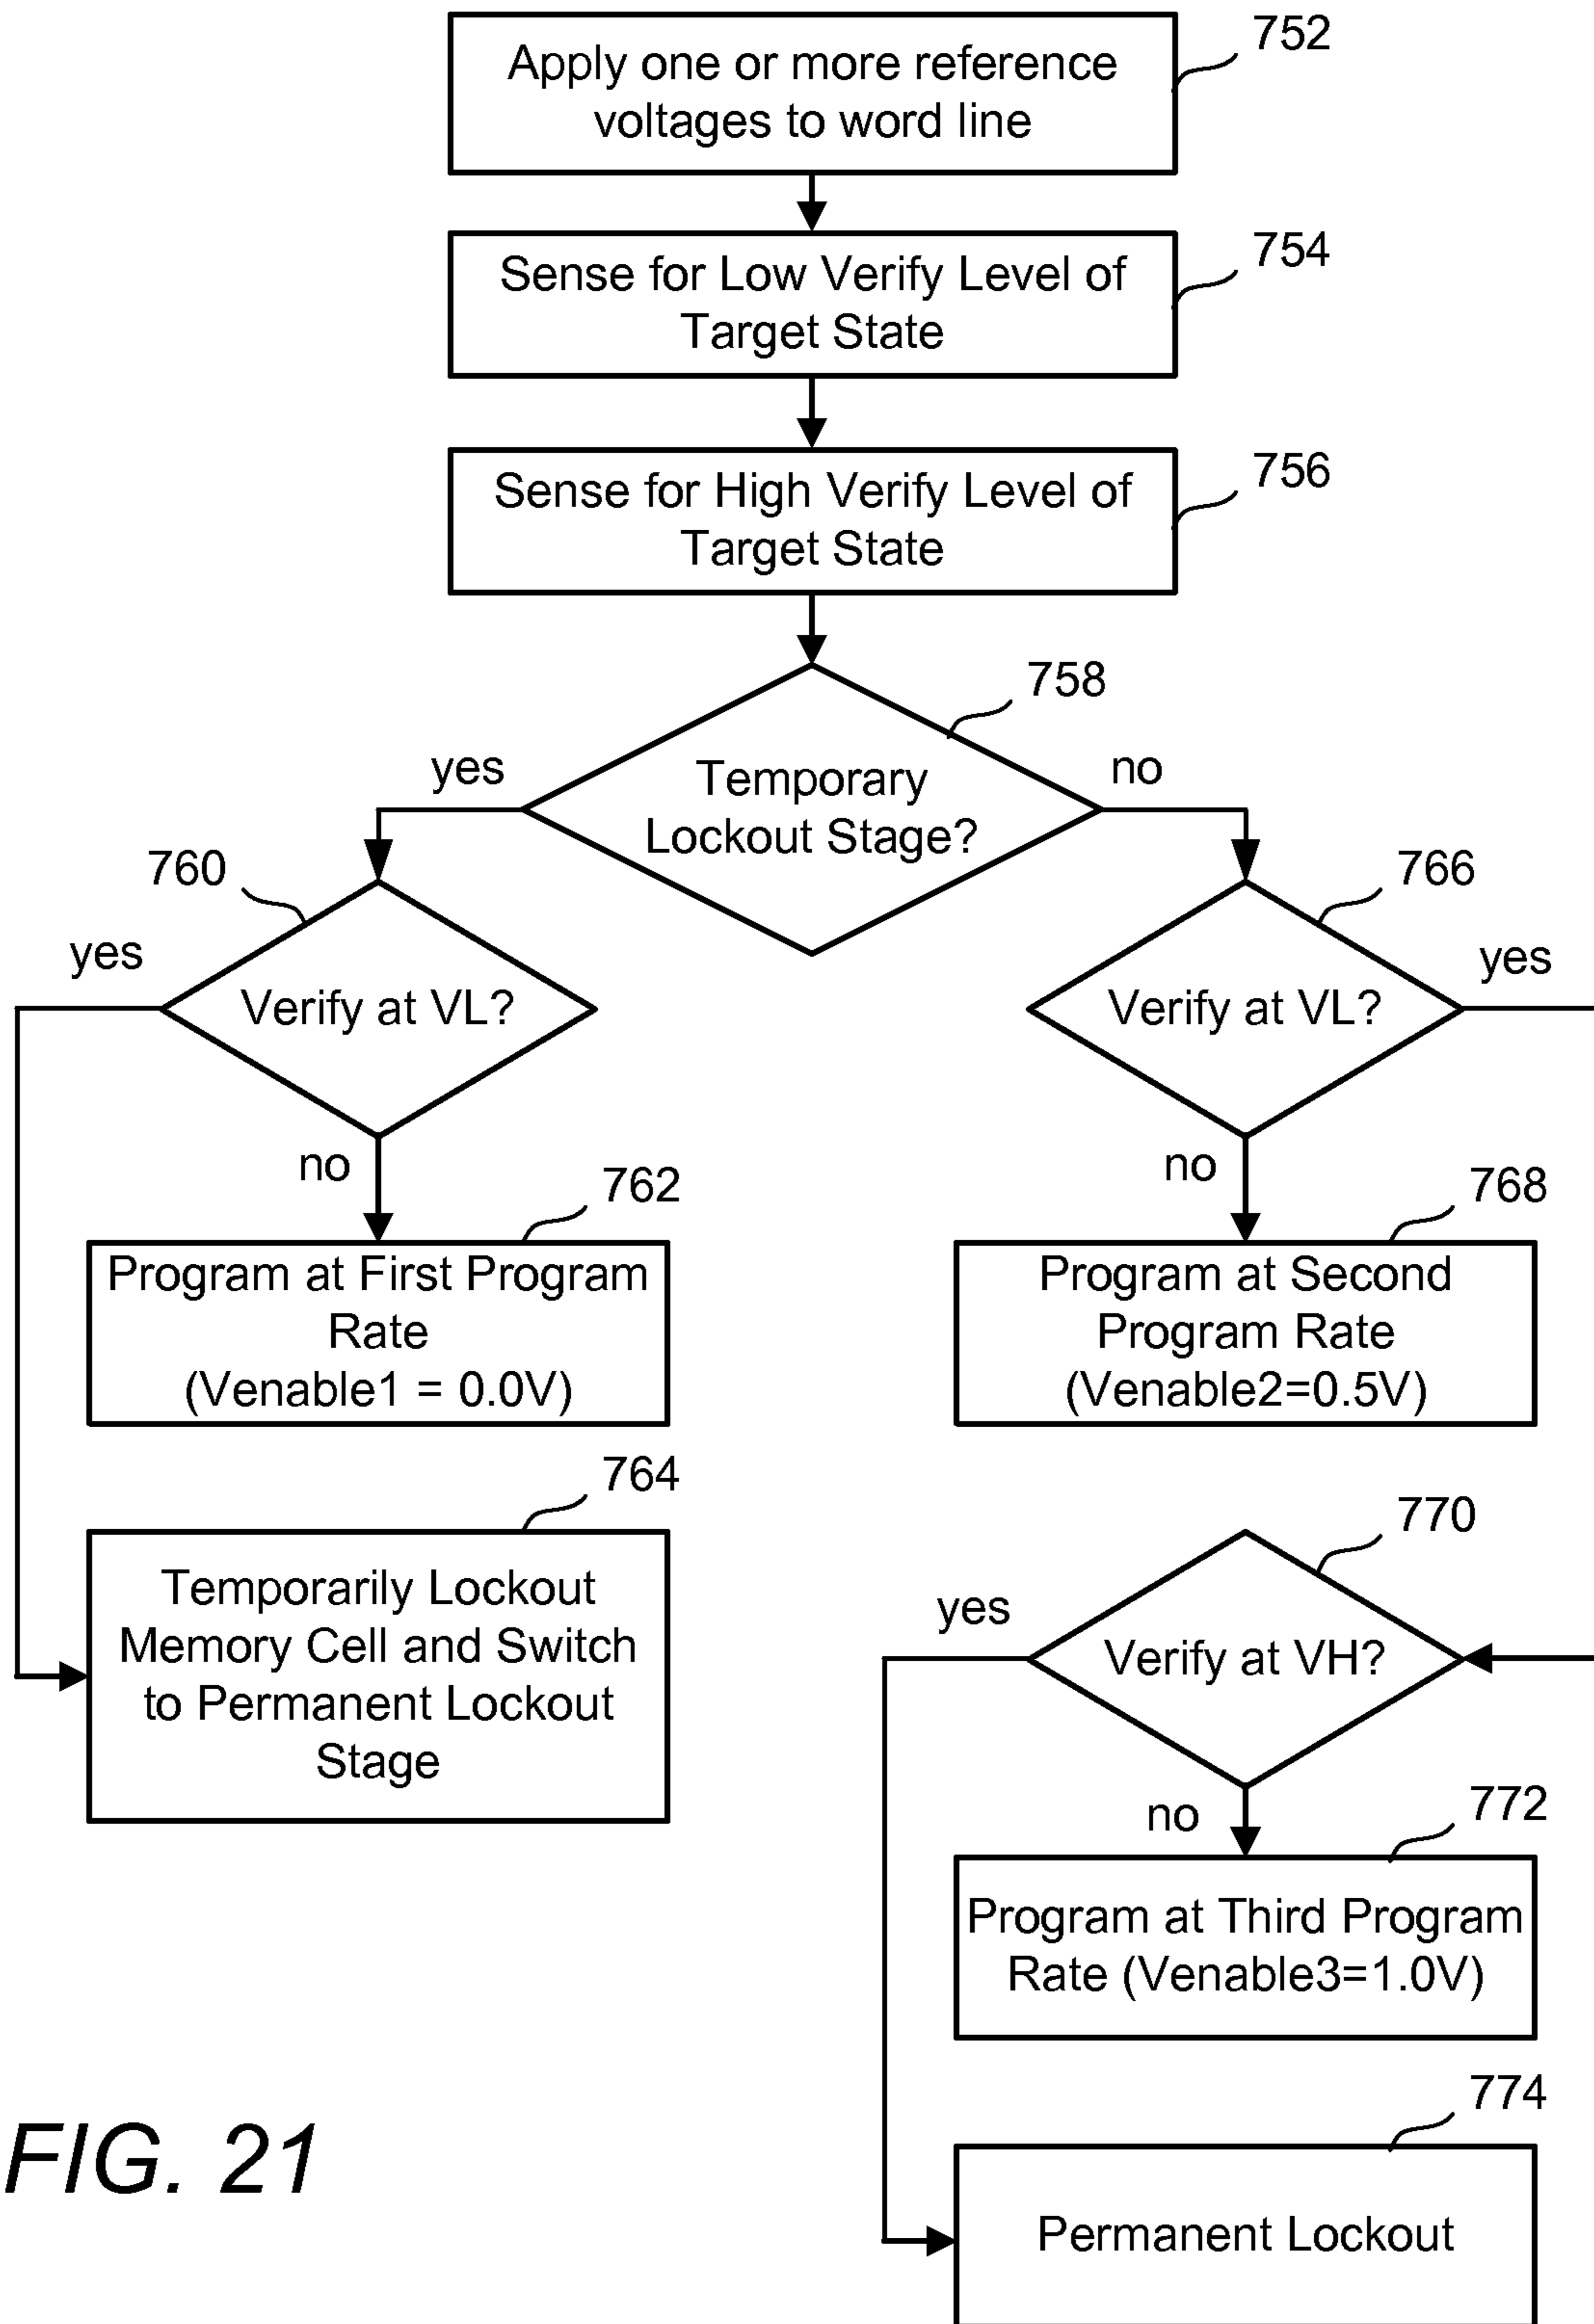 752
Apply one or more reference
voltages to word line
754
Sense for Low Verify Level of
Target State
756
Sense for High Verify Level of
Target State
758
Temporary
Lockout Stage?
yes
no
760
Verify at VL?
yes
no
762
Program at First Program
Rate
(Venable1 = 0.0V)
764
Temporarily Lockout
Memory Cell and Switch
to Permanent Lockout
Stage
766
Verify at VL?
yes
no
768
Program at Second
Program Rate
(Venable2=0.5V)
770
Verify at VH?
yes
no
772
Program at Third Program
Rate (Venable3=1.0V)
774
Permanent Lockout
FIG. 21